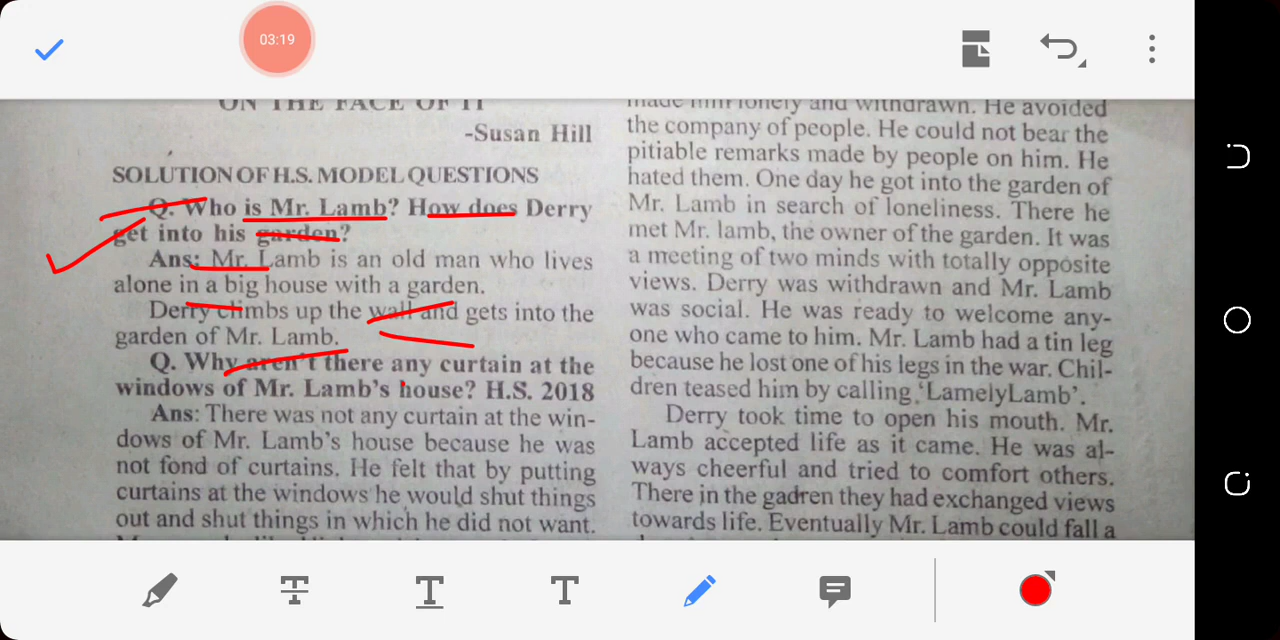 03:19
ON THE FACE OF IT
-Susan Hill
SOLUTION OF H.S. MODEL QUESTIONS
Q. Who is Mr. Lamb? How does Derry
get into his garden?
Ans: Mr. Lamb is an old man who lives
alone in a big house with a garden.
Derry climbs up the wall and gets into the
garden of Mr. Lamb.
Q. Why aren't there any curtain at the
windows of Mr. Lamb's house? H.S. 2018
Ans: There was not any curtain at the win-
dows of Mr. Lamb's house because he was
not fond of curtains. He felt that by putting
curtains at the windows he would shut things
out and shut things in which he did not want.
made him lonely and withdrawn. He avoided
the company of people. He could not bear the
pitiable remarks made by people on him. He
hated them. One day he got into the garden of
Mr. Lamb in search of loneliness. There he
met Mr. lamb, the owner of the garden. It was
a meeting of two minds with totally opposite
views. Derry was withdrawn and Mr. Lamb
was social. He was ready to welcome any-
one who came to him. Mr. Lamb had a tin leg
because he lost one of his legs in the war. Chil-
dren teased him by calling 'LamelyLamb'.
Derry took time to open his mouth. Mr.
Lamb accepted life as it came. He was al-
ways cheerful and tried to comfort others.
There in the gadren they had exchanged views
towards life. Eventually Mr. Lamb could fall a